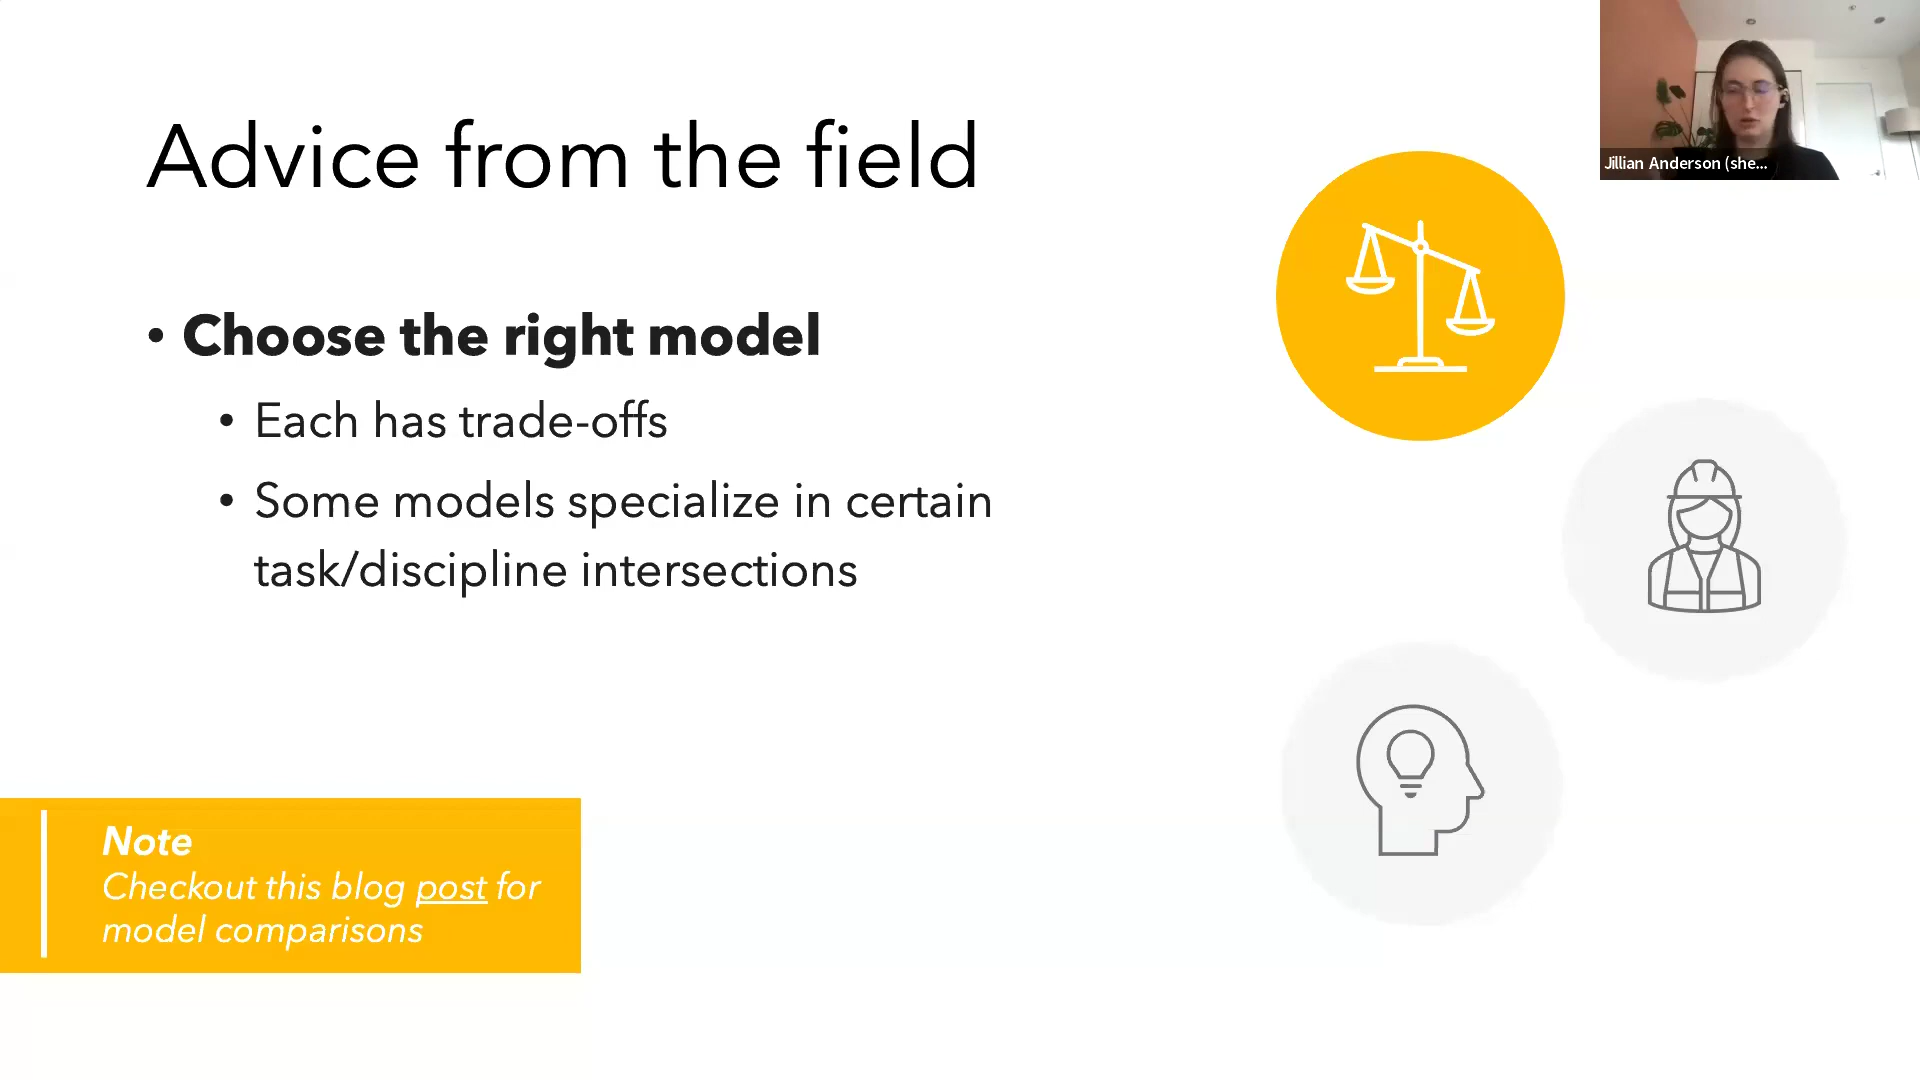 Advice from the field
Jillian Anderson (she...
• Choose the right model
• Each has trade-offs
• Some models specialize in certain
task/discipline intersections
Note
Checkout this blog post for
model comparisons